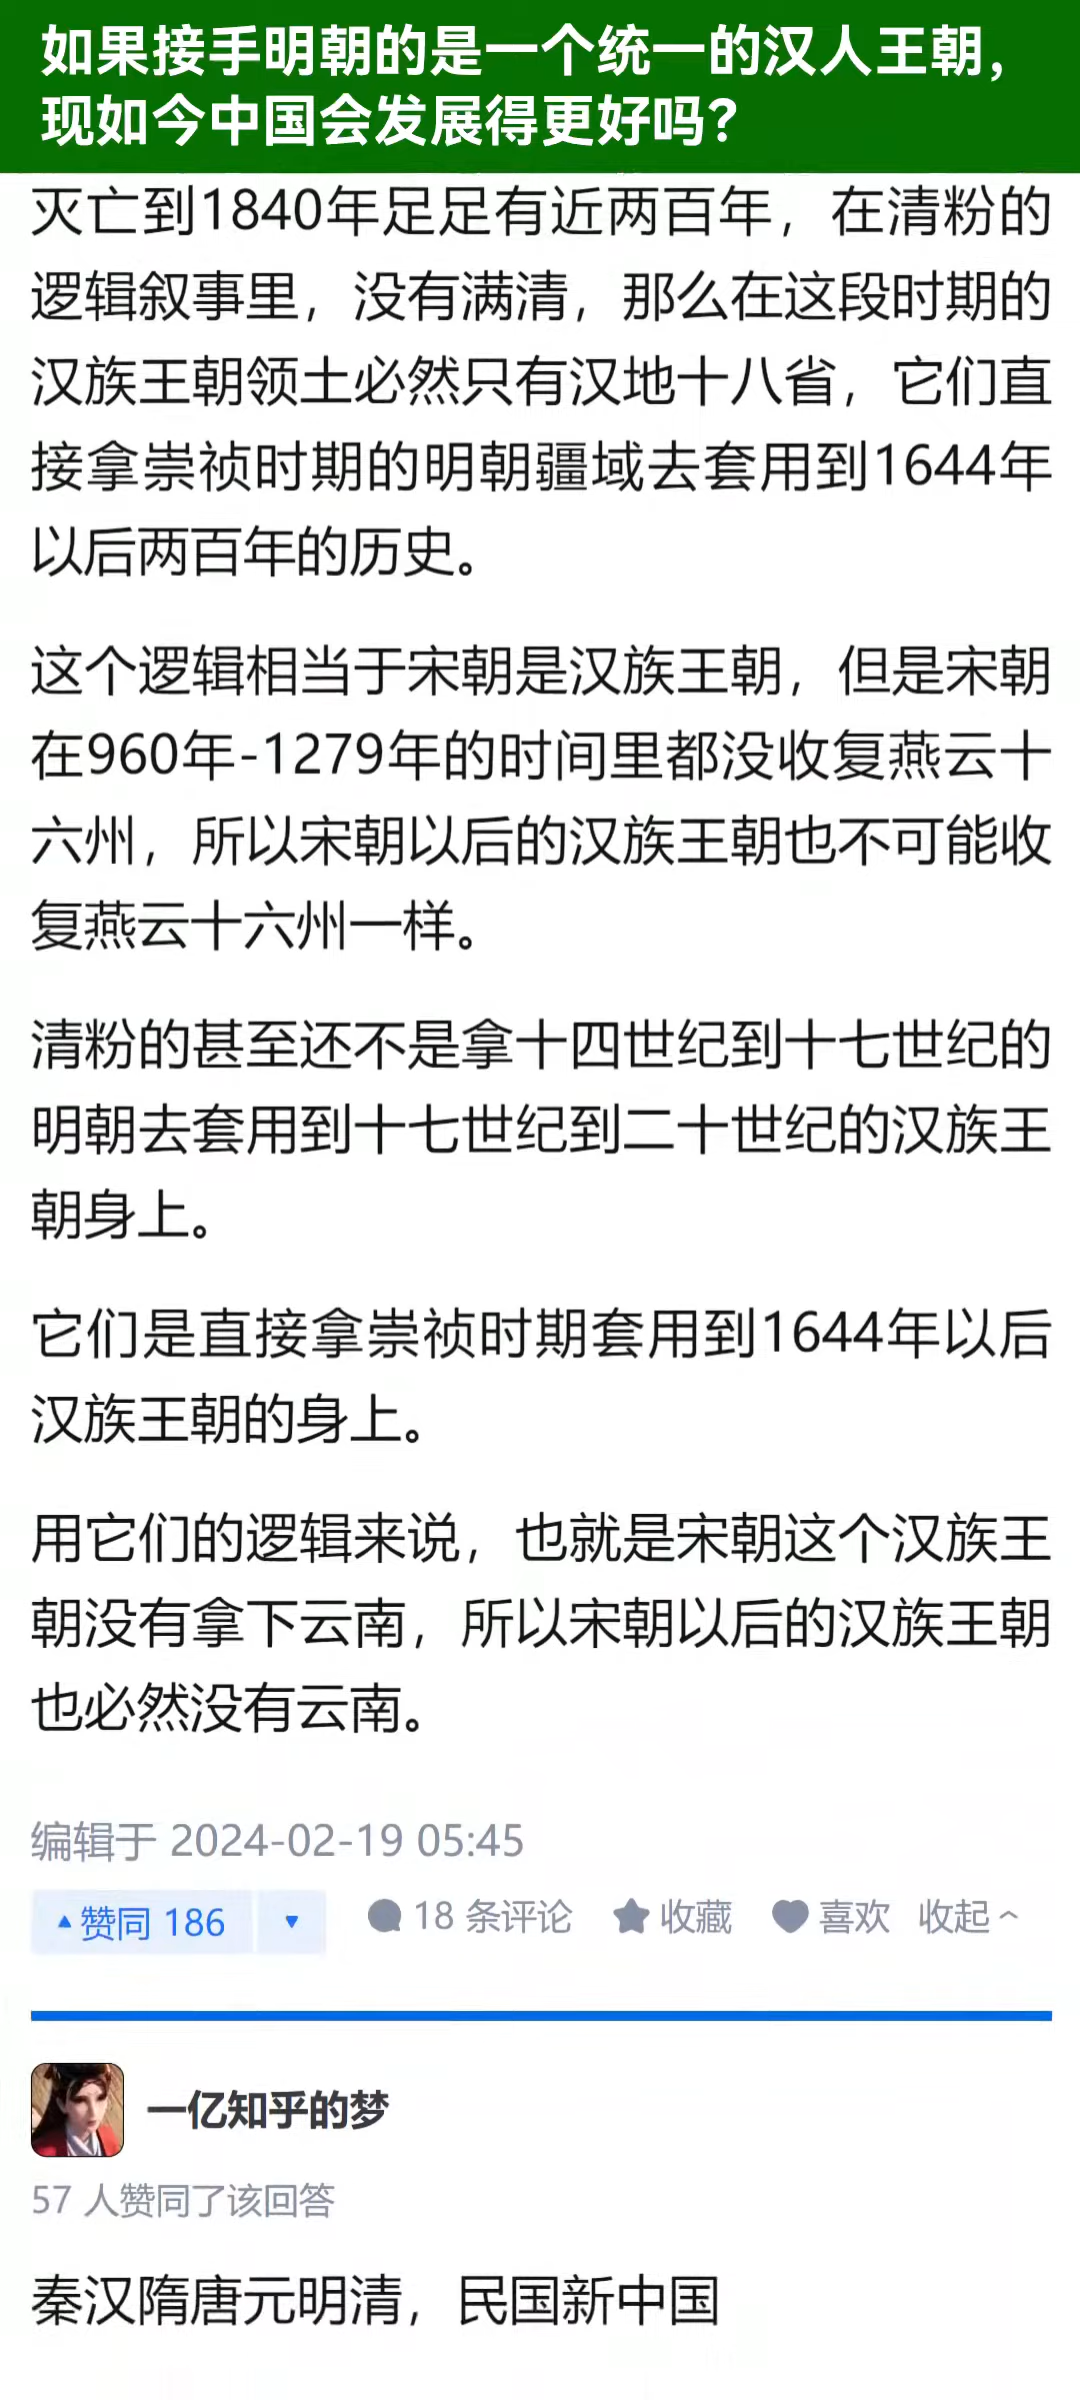 如果接手明朝的是一个统一的汉人王朝，
现如今中国会发展得更好吗？
灭亡到1840年足足有近两百年，在清粉的
逻辑叙事里，没有满清，那么在这段时期的
汉族王朝领土必然只有汉地十八省，它们直
接拿崇祯时期的明朝疆域去套用到1644年
以后两百年的历史。
这个逻辑相当于宋朝是汉族王朝，但是宋朝
在960年-1279年的时间里都没收复燕云十
六州，所以宋朝以后的汉族王朝也不可能收
复燕云十六州一样。
清粉的甚至还不是拿十四世纪到十七世纪的
明朝去套用到十七世纪到二十世纪的汉族王
朝身上。
它们是直接拿崇祯时期套用到1644年以后
汉族王朝的身上。
用它们的逻辑来说，也就是宋朝这个汉族王
朝没有拿下云南，所以宋朝以后的汉族王朝
也必然没有云南。
编辑于 2024-02-19 05:45
赞同 186 18 条评论 收藏 喜欢 收起
一亿知乎的梦
57 人赞同了该回答
秦汉隋唐元明清，民国新中国